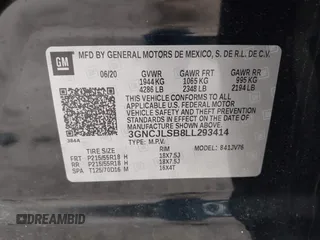 GM
MFD BY GENERAL MOTORS DE MEXICO, S. DE R.L. DE C.V.
06/20 GVWR GAWR FRT GAWR RR
1944 KG 1065 KG 995 KG
4286 LB 2348 LB 2194 LB
THIS VEHICLE CONFORMS TO ALL APPLICABLE
U.S. FEDERAL MOTOR VEHICLE SAFETY, BUMPER, AND
THEFT PREVENTION STANDARDS IN EFFECT ON THE DATE
OF MANUFACTURE SHOWN ABOVE.
3GNCJLSB8LL293414
TYPE: M.P.V. MODEL:
TIRE SIZE RIM
FRT P215/55R18 H 18X7.5J
RR P215/55R18 H 18X7.5J
SPA T125/70D16 M 16X4T
DREAMBID